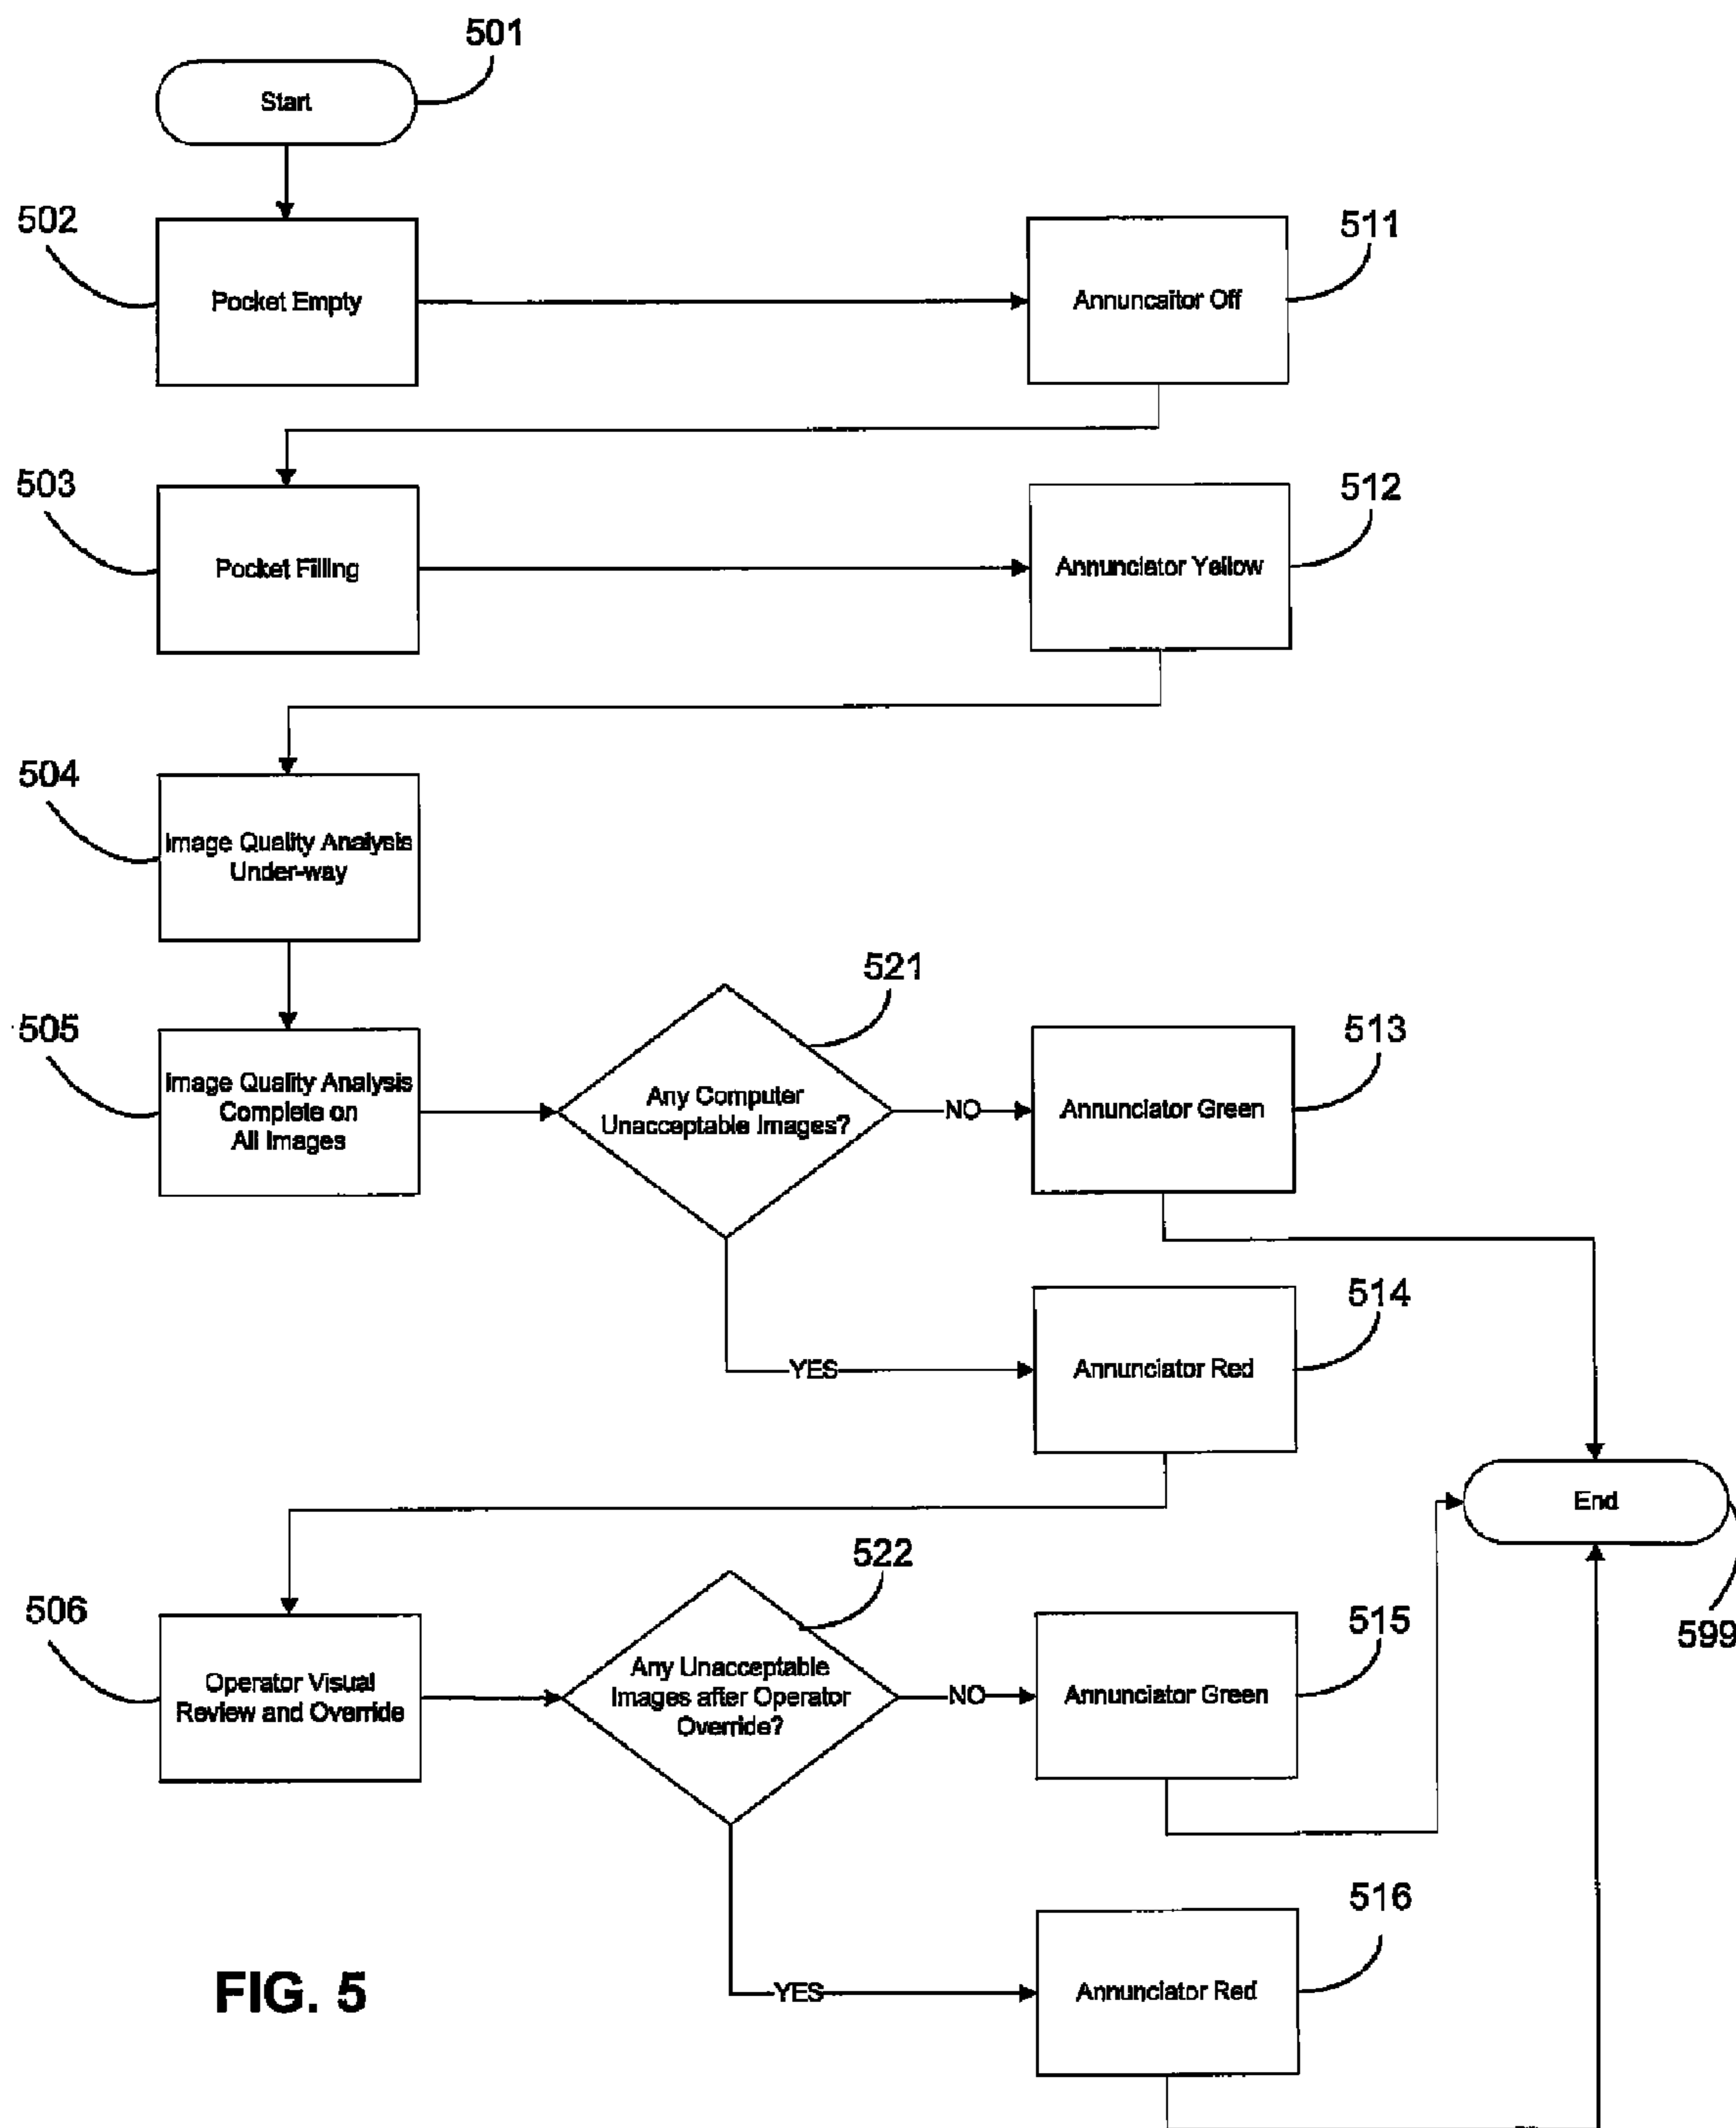 501
Start
502
Pocket Empty
511
Annuncaitor Off
503
Pocket Filling
512
Annunciator Yellow
504
Image Quality Analysis
Under-way
505
Image Quality Analysis
Complete on
All Images
521
Any Computer
Unacceptable Images?
NO
513
Annunciator Green
514
YES
Annunciator Red
End
599
506
Operator Visual
Review and Override
522
Any Unacceptable
Images after Operator
Override?
NO
515
Annunciator Green
516
YES
Annunciator Red
FIG. 5